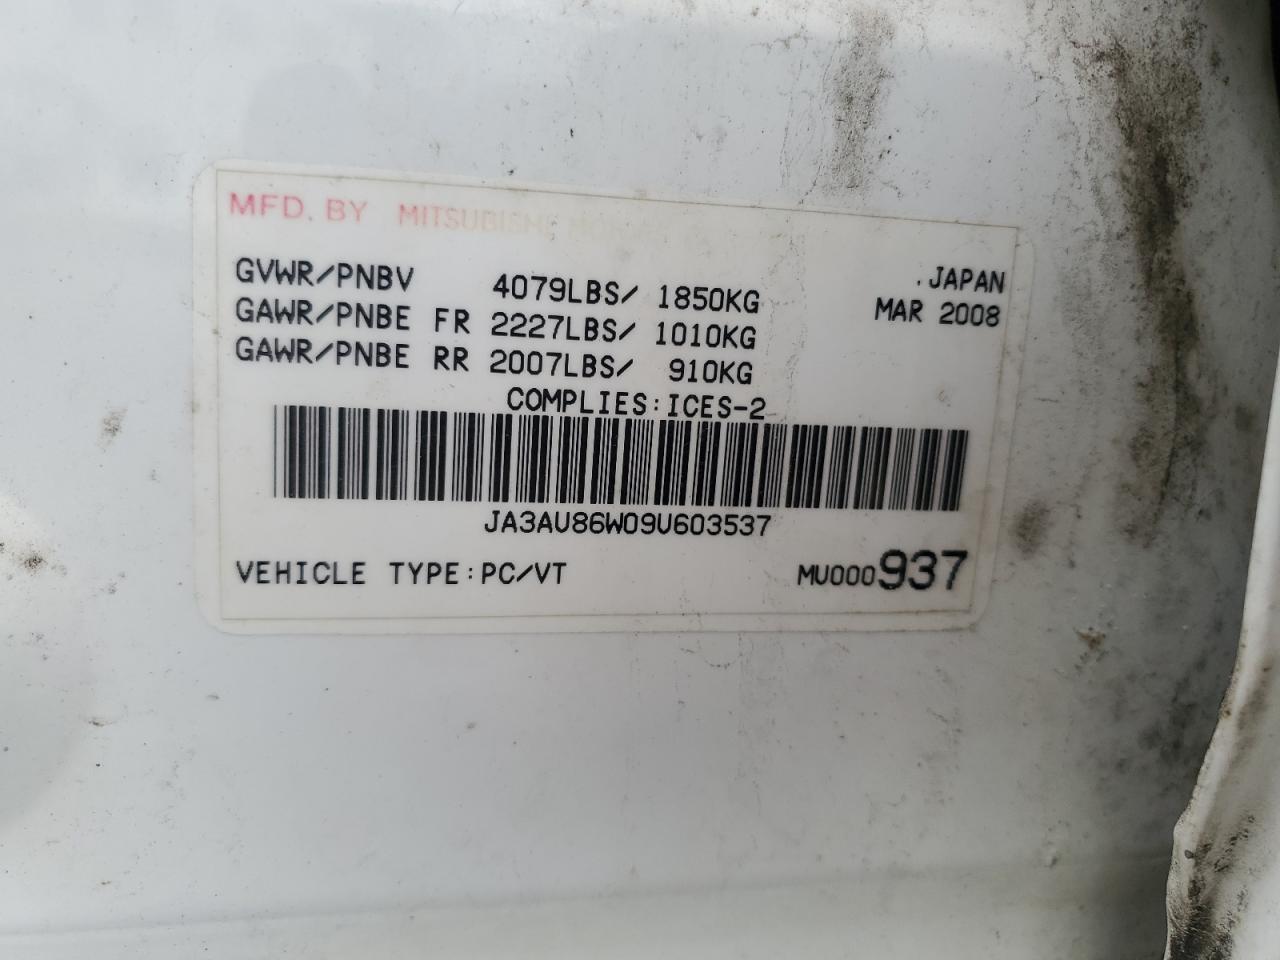 MFD. BY MITSUBISHI MOTORS
GVWR/PNBV 4079LBS/ 1850KG .JAPAN
GAWR/PNBE FR 2227LBS/ 1010KG MAR 2008
GAWR/PNBE RR 2007LBS/ 910KG
COMPLIES:ICES-2
JA3AU86W09U603537
VEHICLE TYPE:PC/VT MU000937